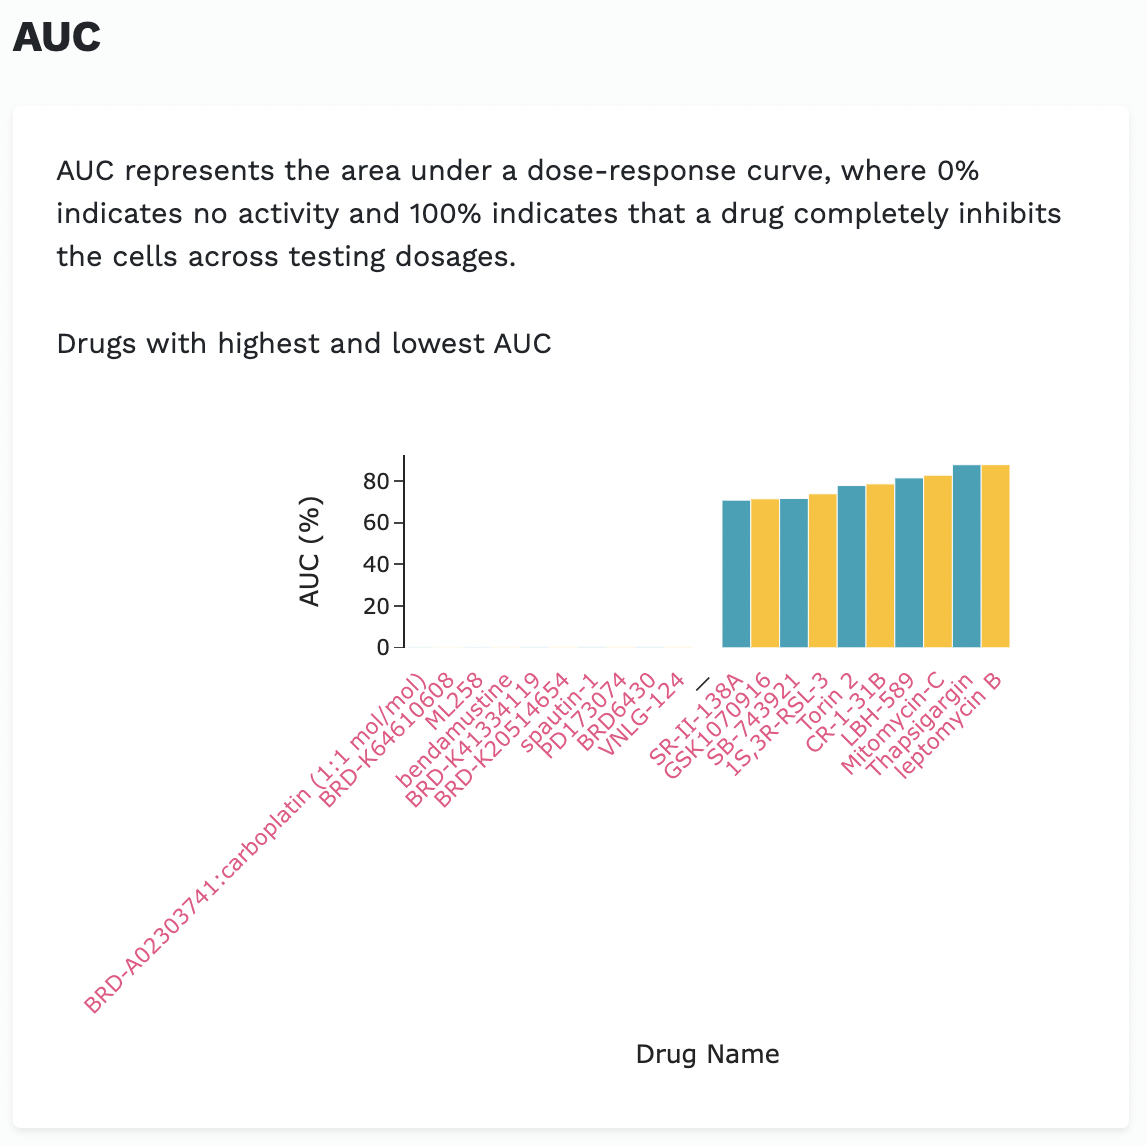 AUC
AUC represents the area under a dose-response curve, where 0%
indicates no activity and 100% indicates that a drug completely inhibits
the cells across testing dosages.
Drugs with highest and lowest AUC
AUC (%)
80
60
40
20
0
BRD-A02303741:carboplatin (1:1 mol/mol)
BRD-K64610608
ML258
bendamustine
BRD-K41334119
BRD-K20514654
spautin-1
PD173074
BRD6430
VNLG-124
/
SR-II-138A
GSK1070916
SB-743921
1S,3R-RSL-3
Torin 2
CR-1-31B
LBH-589
Mitomycin-C
Thapsigargin
leptomycin B
Drug Name